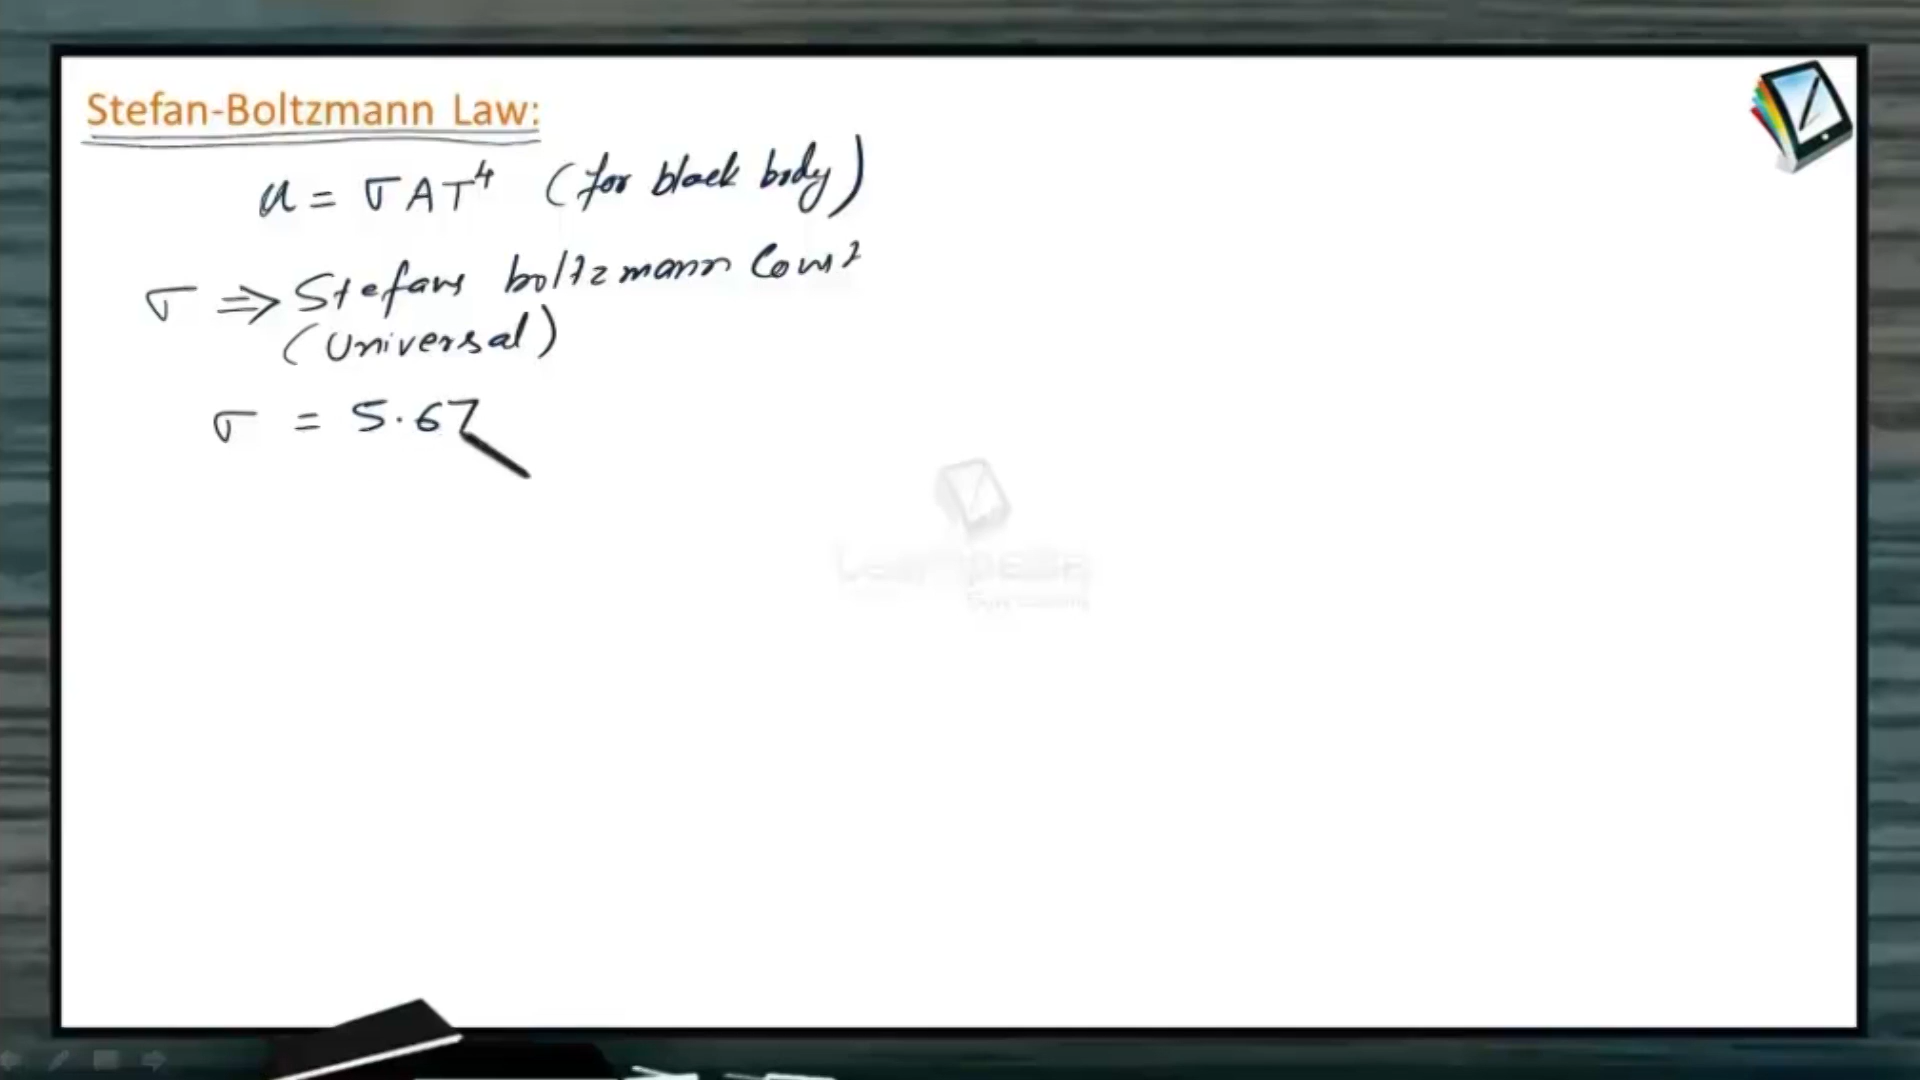 Stefan-Boltzmann Law:
u = σAT⁴ (for black body)
σ ⇒ Stefans boltzmann Const
(Universal)
σ = 5.67